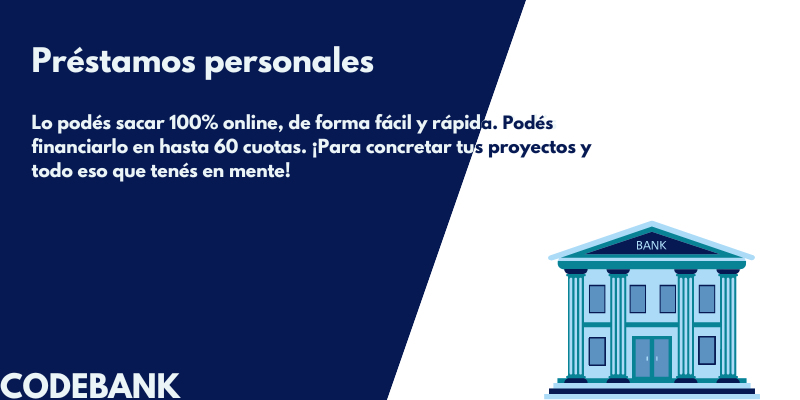 Préstamos personales
Lo podés sacar 100% online, de forma fácil y rápida. Podés
financiarlo en hasta 60 cuotas. ¡Para concretar tus proyectos y
todo eso que tenés en mente!
BANK
CODEBANK